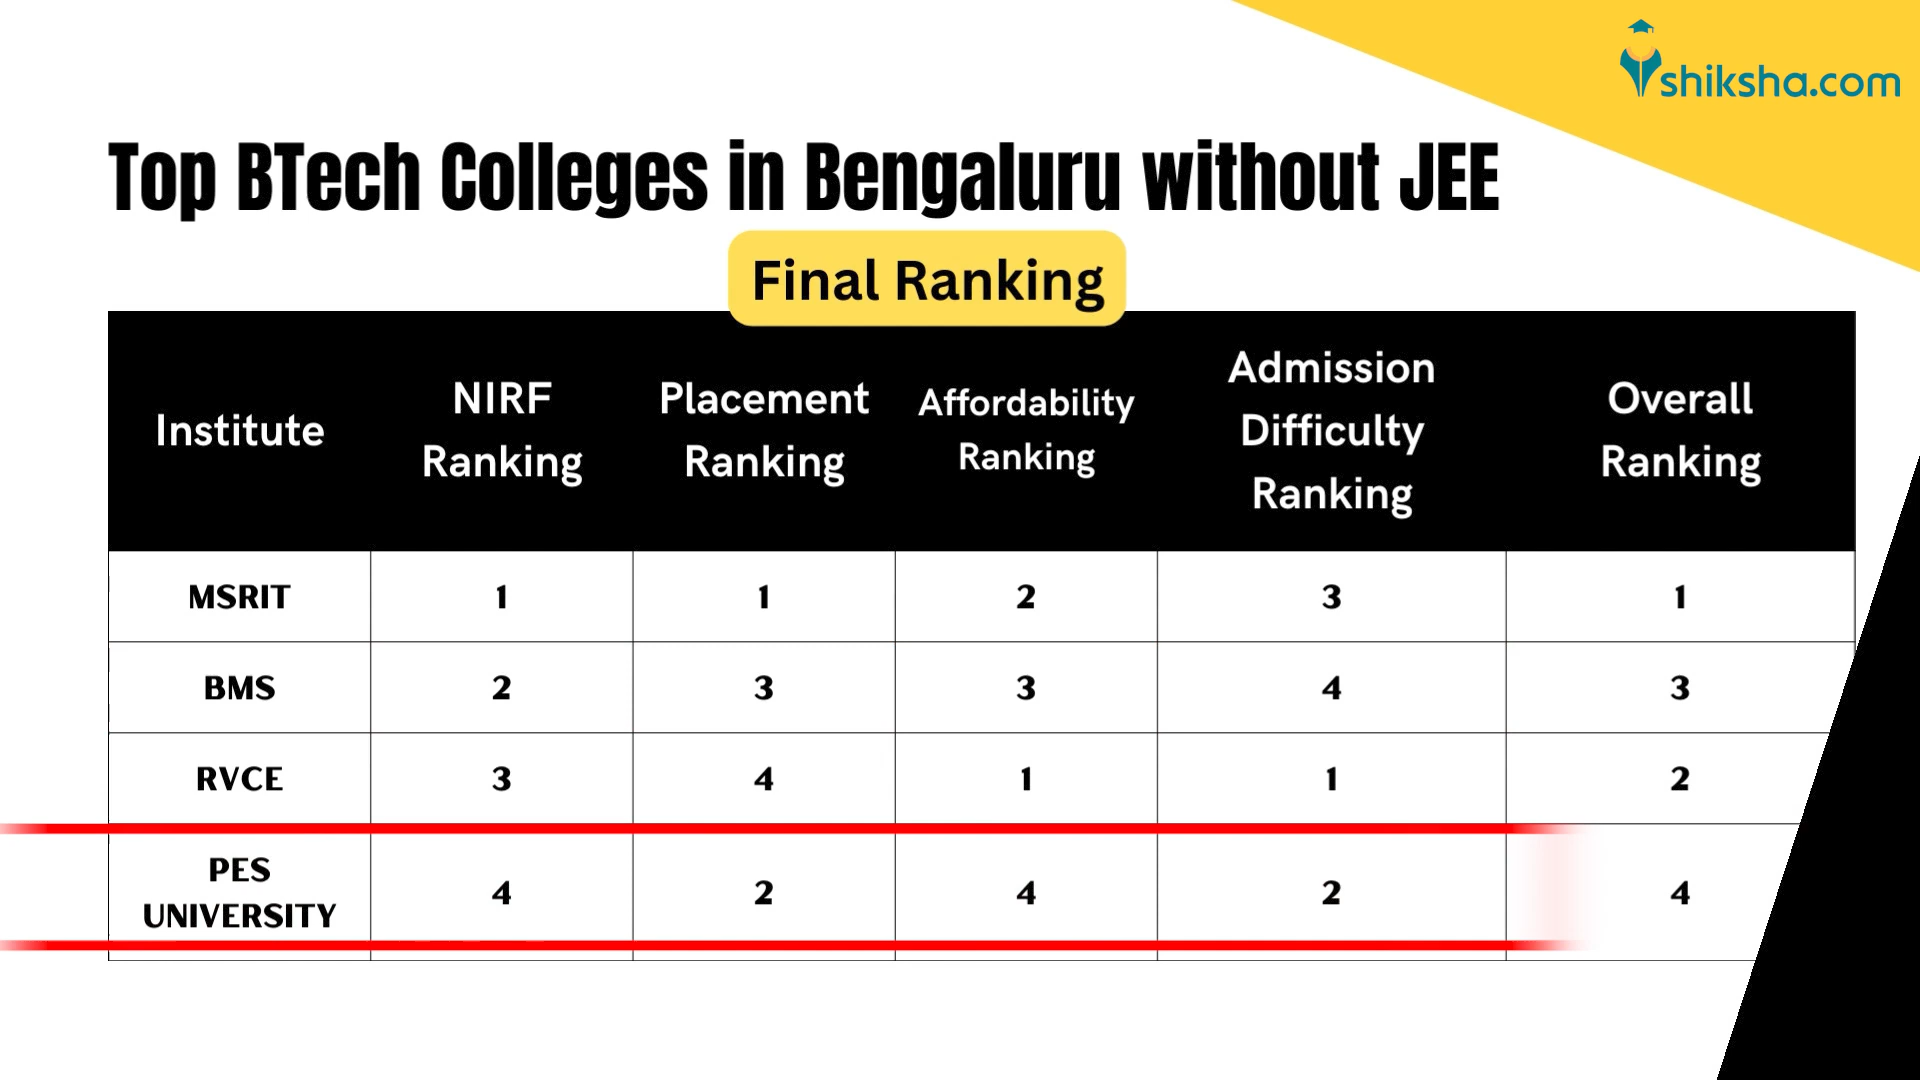 shiksha.com
Top BTech Colleges in Bengaluru without JEE
Final Ranking
Institute
NIRF
Ranking
Placement
Ranking
Affordability
Ranking
Admission
Difficulty
Ranking
Overall
Ranking
MSRIT 1 1 2 3 1
BMS 2 3 3 4 3
RVCE 3 4 1 1 2
PES
UNIVERSITY 4 2 4 2 4